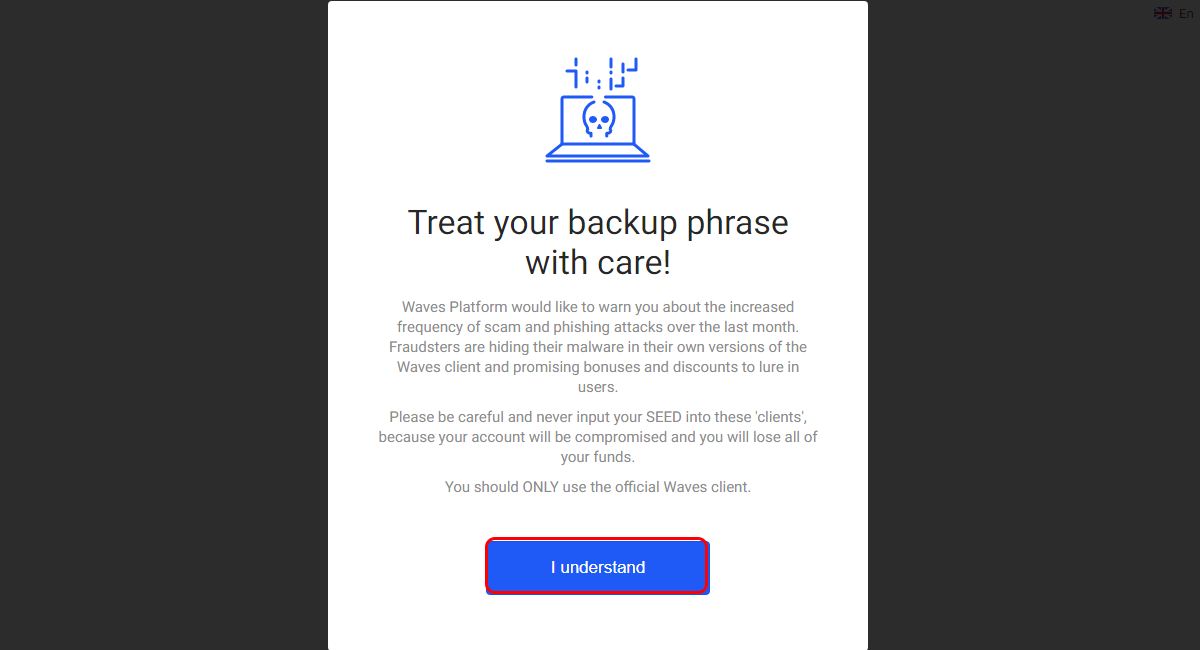 En
Treat your backup phrase
with care!
Waves Platform would like to warn you about the increased
frequency of scam and phishing attacks over the last month.
Fraudsters are hiding their malware in their own versions of the
Waves client and promising bonuses and discounts to lure in
users.
Please be careful and never input your SEED into these 'clients',
because your account will be compromised and you will lose all of
your funds.
You should ONLY use the official Waves client.
I understand